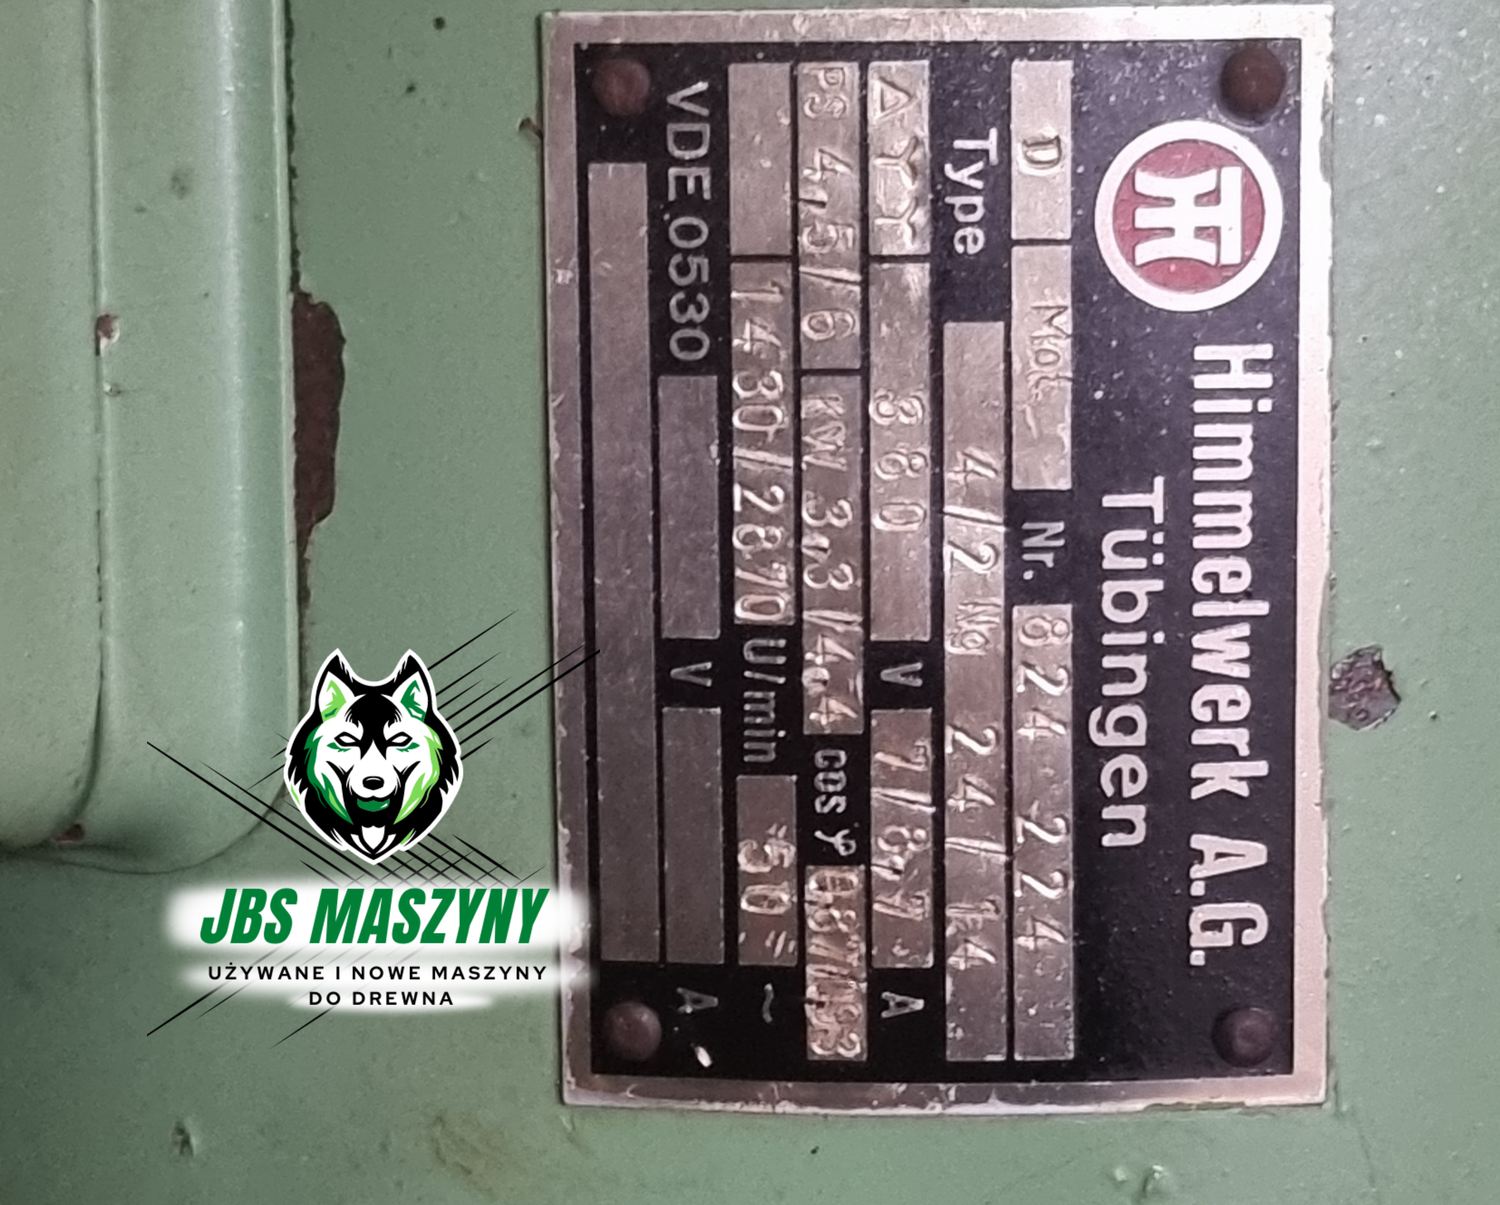 Himmelwerk A.G.
Tübingen
D Mot. Nr. 824 224
Type 4/2 Ng 24/14
Δ YY 380 V 7/8,7 A
PS 4,5/6 KW 3,3/4,4 cos φ
1430/2870 U/min 50 ~
VDE 0530 V A
JBS MASZYNY
UŻYWANE I NOWE MASZYNY
DO DREWNA